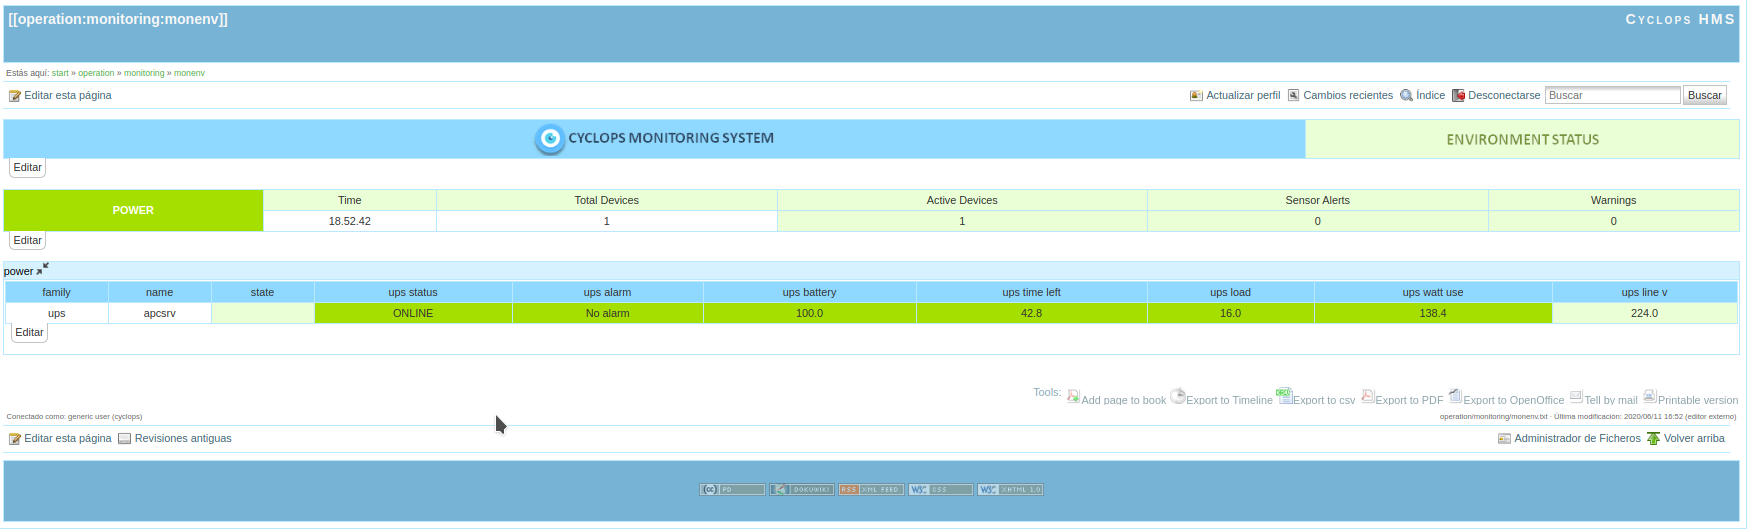 [[operation:monitoring:monenv]] Cyclops HMS
Estás aquí: start » operation » monitoring » monenv
Editar esta página Actualizar perfil Cambios recientes Índice Desconectarse Buscar Buscar
CYCLOPS MONITORING SYSTEM ENVIRONMENT STATUS
Editar
POWER Time Total Devices Active Devices Sensor Alerts Warnings
18.52.42 1 1 0 0
Editar
power
family name state ups status ups alarm ups battery ups time left ups load ups watt use ups line v
ups apcsrv ONLINE No alarm 100.0 42.8 16.0 138.4 224.0
Editar
Tools: Add page to book Export to Timeline Export to csv Export to PDF Export to OpenOffice Tell by mail Printable version
Conectado como: generic user (cyclops) operation/monitoring/monenv.txt · Última modificación: 2020/06/11 16:52 (editor externo)
Editar esta página Revisiones antiguas Administrador de Ficheros Volver arriba
(cc) PD DOKUWIKI RSS XML FEED W3C CSS W3C XHTML 1.0